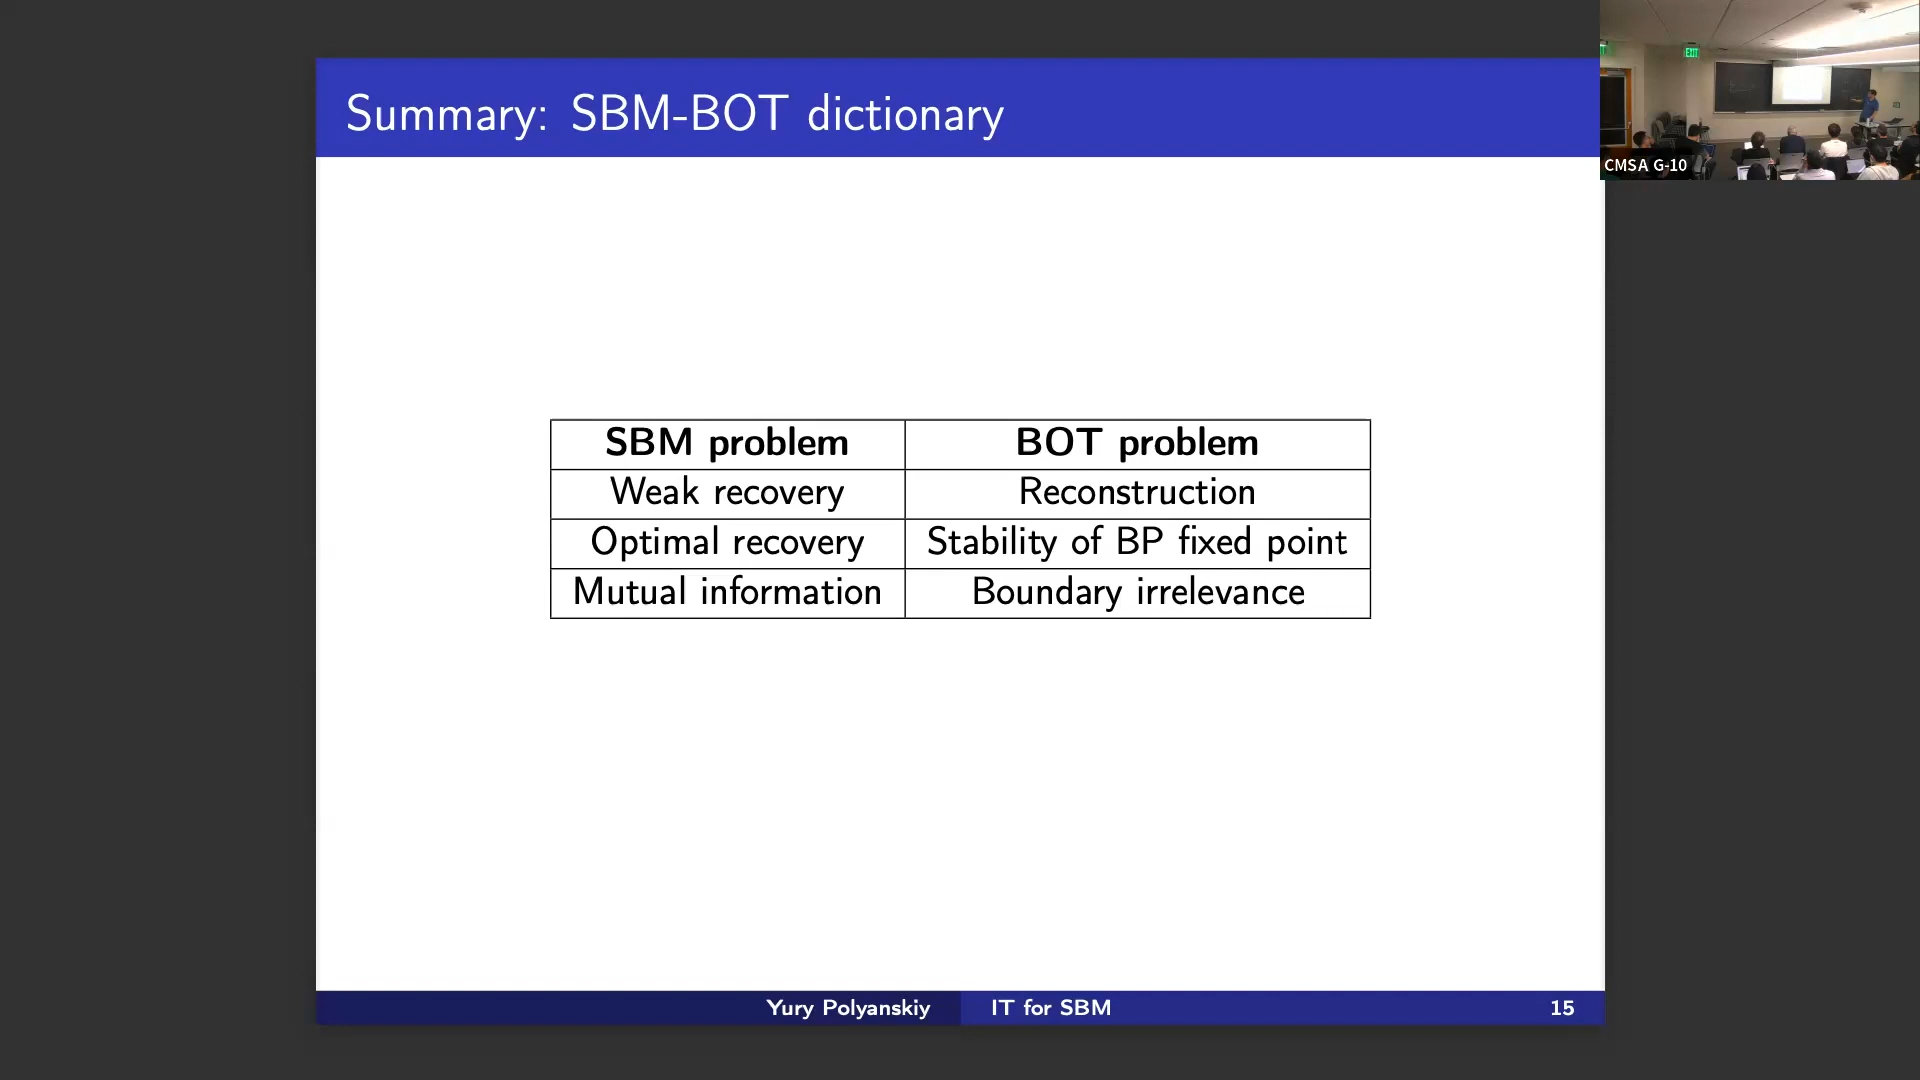 Summary: SBM-BOT dictionary
EXIT
CMSA G-10
SBM problem BOT problem
Weak recovery Reconstruction
Optimal recovery Stability of BP fixed point
Mutual information Boundary irrelevance
Yury Polyanskiy IT for SBM 15